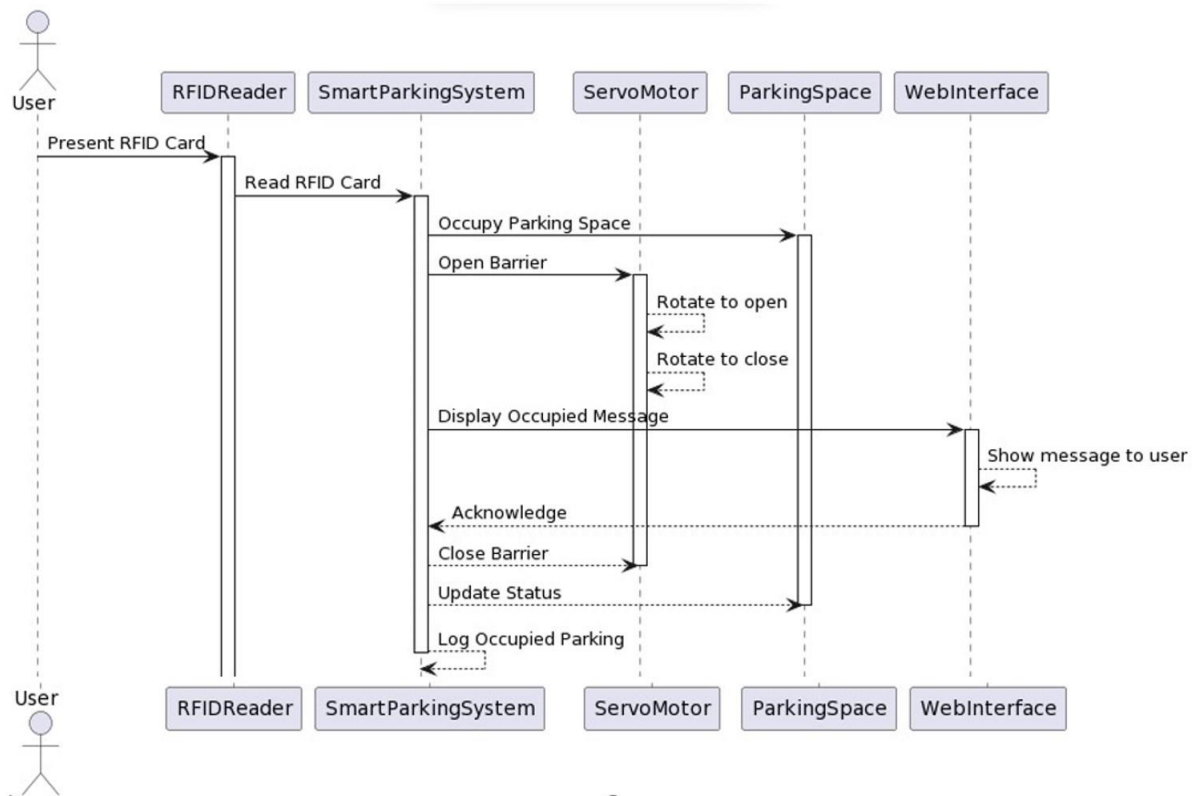 User
RFIDReader
SmartParkingSystem
ServoMotor
ParkingSpace
WebInterface
Present RFID Card
Read RFID Card
Occupy Parking Space
Open Barrier
Rotate to open
Rotate to close
Display Occupied Message
Show message to user
Acknowledge
Close Barrier
Update Status
Log Occupied Parking
User
RFIDReader
SmartParkingSystem
ServoMotor
ParkingSpace
WebInterface